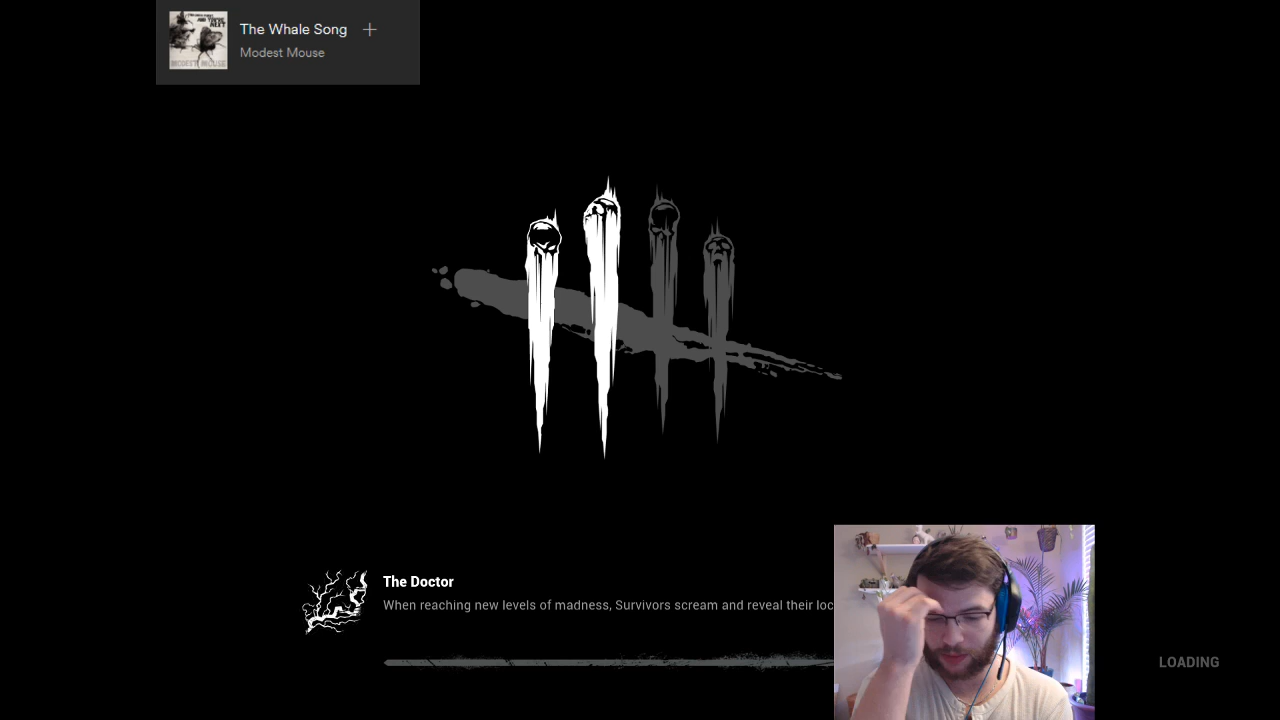 The Whale Song
Modest Mouse
The Doctor
When reaching new levels of madness, Survivors scream and reveal their loc
LOADING